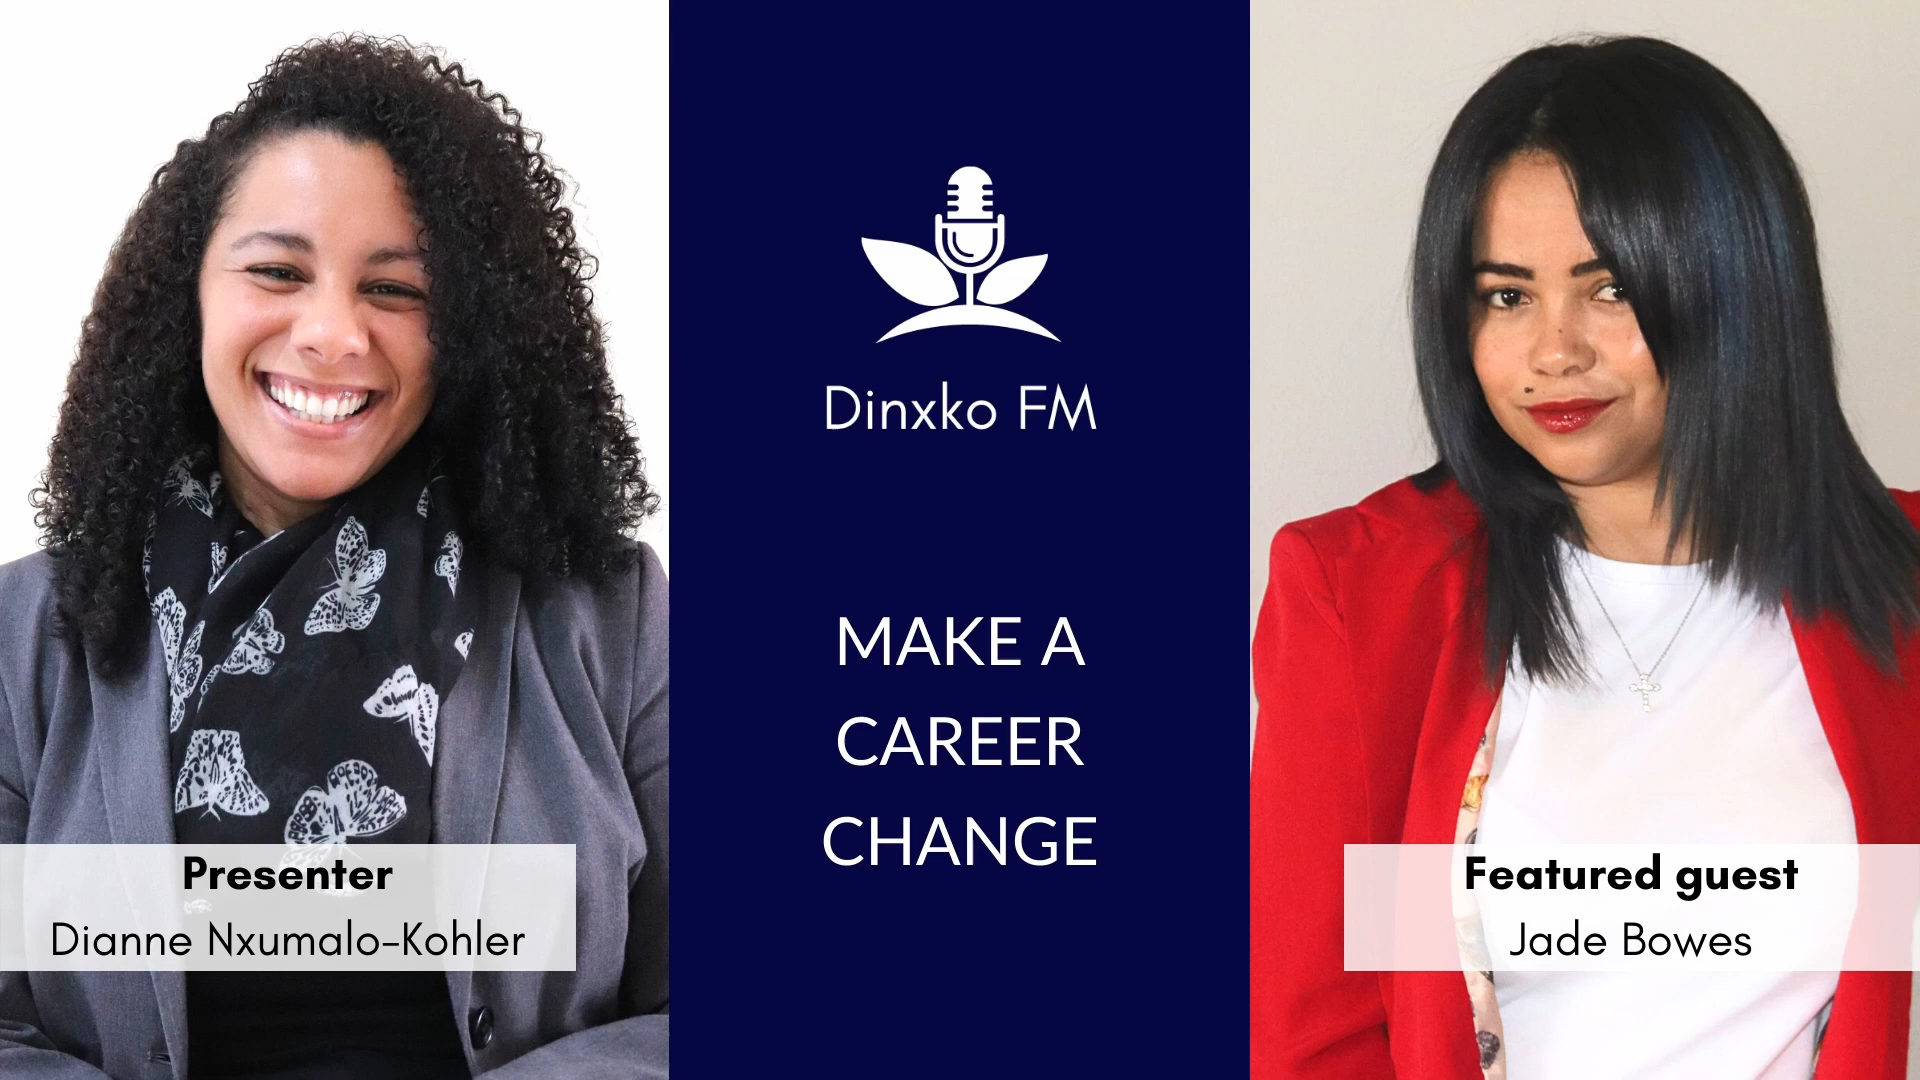 Dinxko FM
MAKE A
CAREER
CHANGE
Presenter
Dianne Nxumalo-Kohler
Featured guest
Jade Bowes